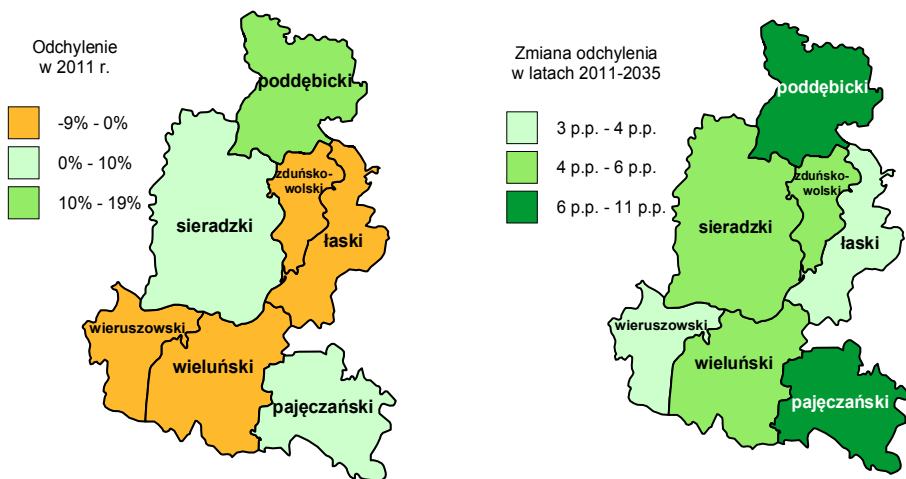 Odchylenie
w 2011 r.
-9% - 0%
0% - 10%
10% - 19%
poddębicki
zduńsko-
wolski
sieradzki
łaski
wieruszowski
wieluński
pajęczański
Zmiana odchylenia
w latach 2011-2035
3 p.p. - 4 p.p.
4 p.p. - 6 p.p.
6 p.p. - 11 p.p.
poddębicki
zduńsko-
wolski
sieradzki
łaski
wieruszowski
wieluński
pajęczański